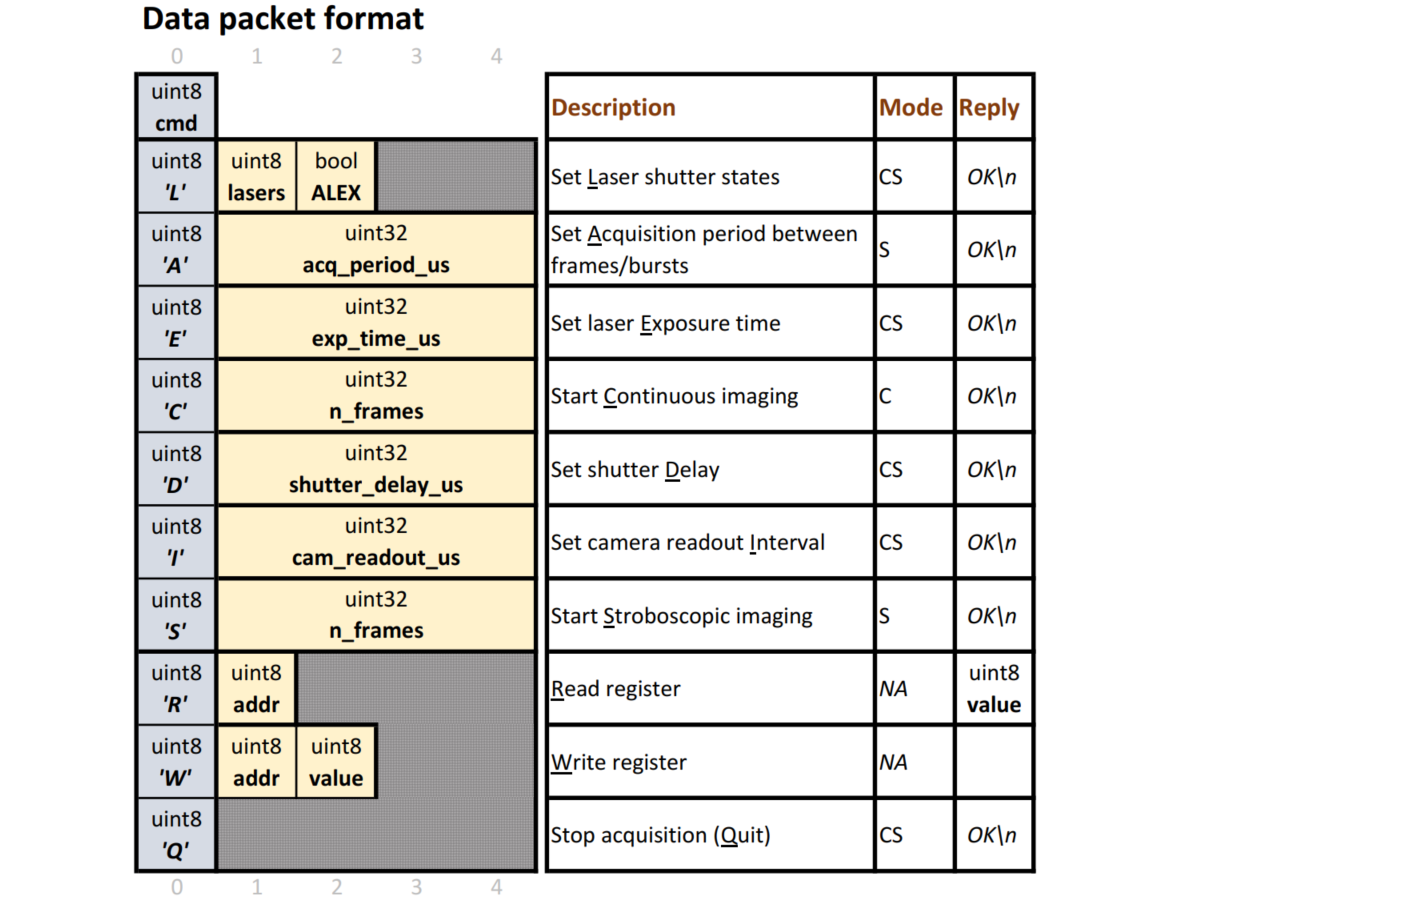 Data packet format
0 1 2 3 4
uint8
cmd
Description Mode Reply
uint8 uint8 bool
'L' lasers ALEX
Set Laser shutter states CS OK\n
uint8 uint32
'A' acq_period_us
Set Acquisition period between
frames/bursts
S OK\n
uint8 uint32
'E' exp_time_us
Set laser Exposure time CS OK\n
uint8 uint32
'C' n_frames
Start Continuous imaging C OK\n
uint8 uint32
'D' shutter_delay_us
Set shutter Delay CS OK\n
uint8 uint32
'I' cam_readout_us
Set camera readout Interval CS OK\n
uint8 uint32
'S' n_frames
Start Stroboscopic imaging S OK\n
uint8 uint8
'R' addr
Read register NA
uint8
value
uint8 uint8 uint8
'W' addr value
Write register NA
uint8
'Q'
Stop acquisition (Quit) CS OK\n
0 1 2 3 4